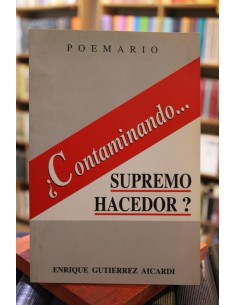 POEMARIO
¿Contaminando...
SUPREMO
HACEDOR ?
ENRIQUE GUTIERREZ AICARDI